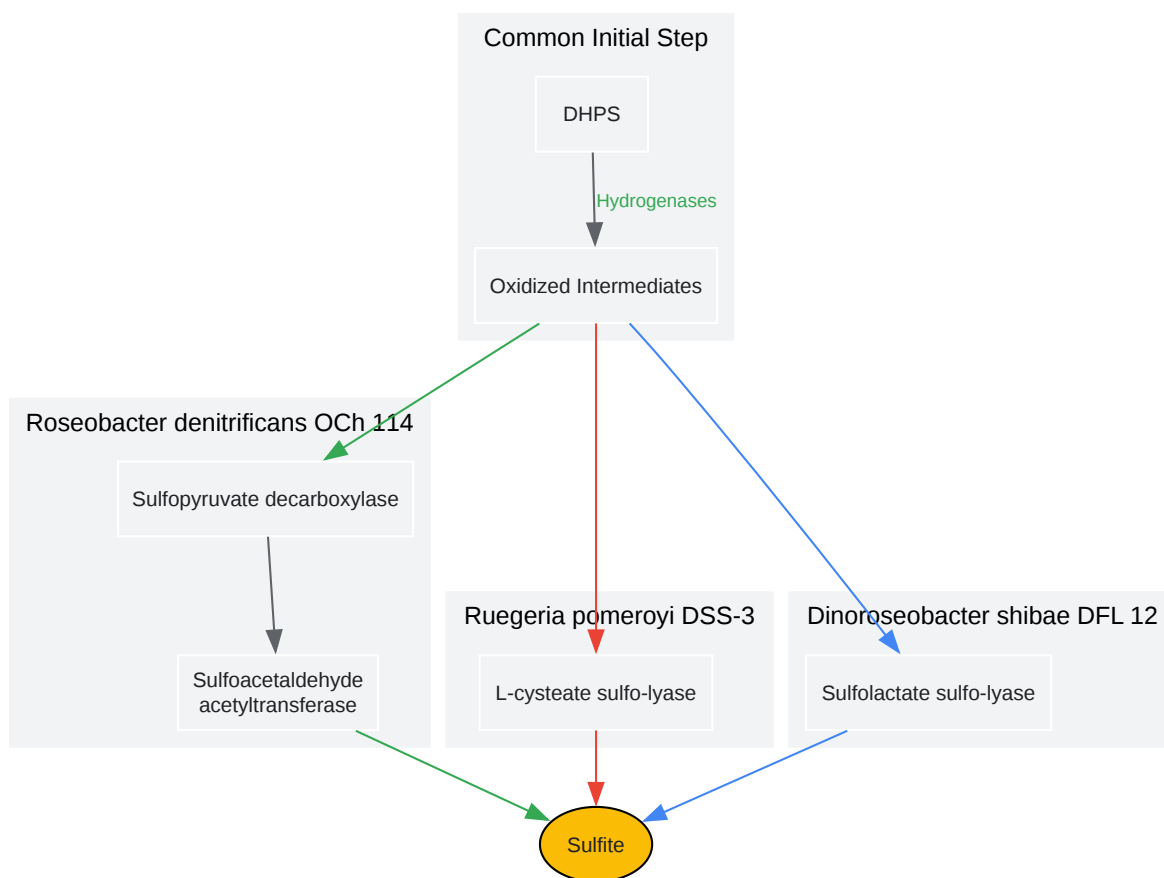 Common Initial Step
DHPS
Hydrogenases
Oxidized Intermediates
Roseobacter denitrificans OCh 114
Sulfopyruvate decarboxylase
Ruegeria pomeroyi DSS-3
Dinoroseobacter shibae DFL 12
Sulfoacetaldehyde
acetyltransferase
L-cysteate sulfo-lyase
Sulfolactate sulfo-lyase
Sulfite